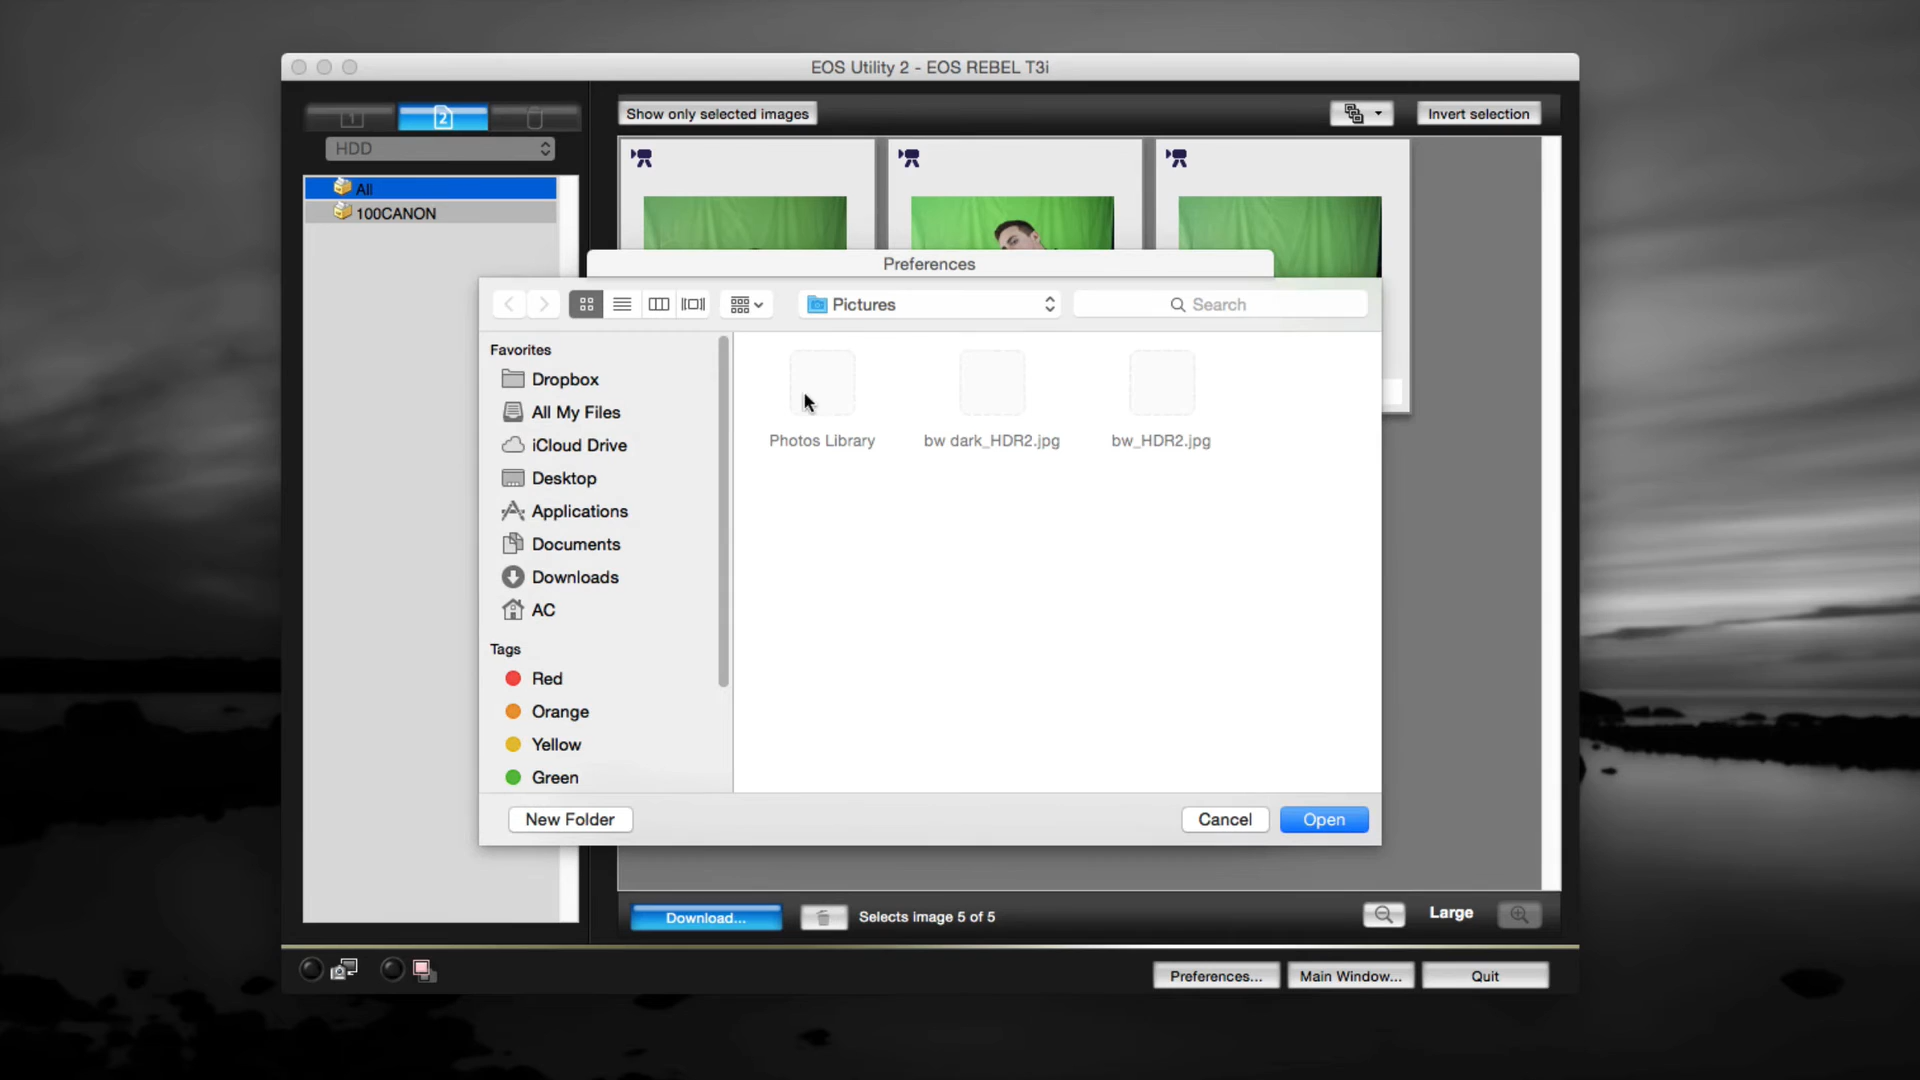 EOS Utility 2 - EOS REBEL T3i
1
2
HDD
All
100CANON
Show only selected images
Invert selection
Preferences
Pictures
Search
Favorites
Dropbox
All My Files
iCloud Drive
Desktop
Applications
Documents
Downloads
AC
Tags
Red
Orange
Yellow
Green
Photos Library
bw dark_HDR2.jpg
bw_HDR2.jpg
New Folder
Cancel
Open
Download...
Selects image 5 of 5
Large
Preferences...
Main Window...
Quit